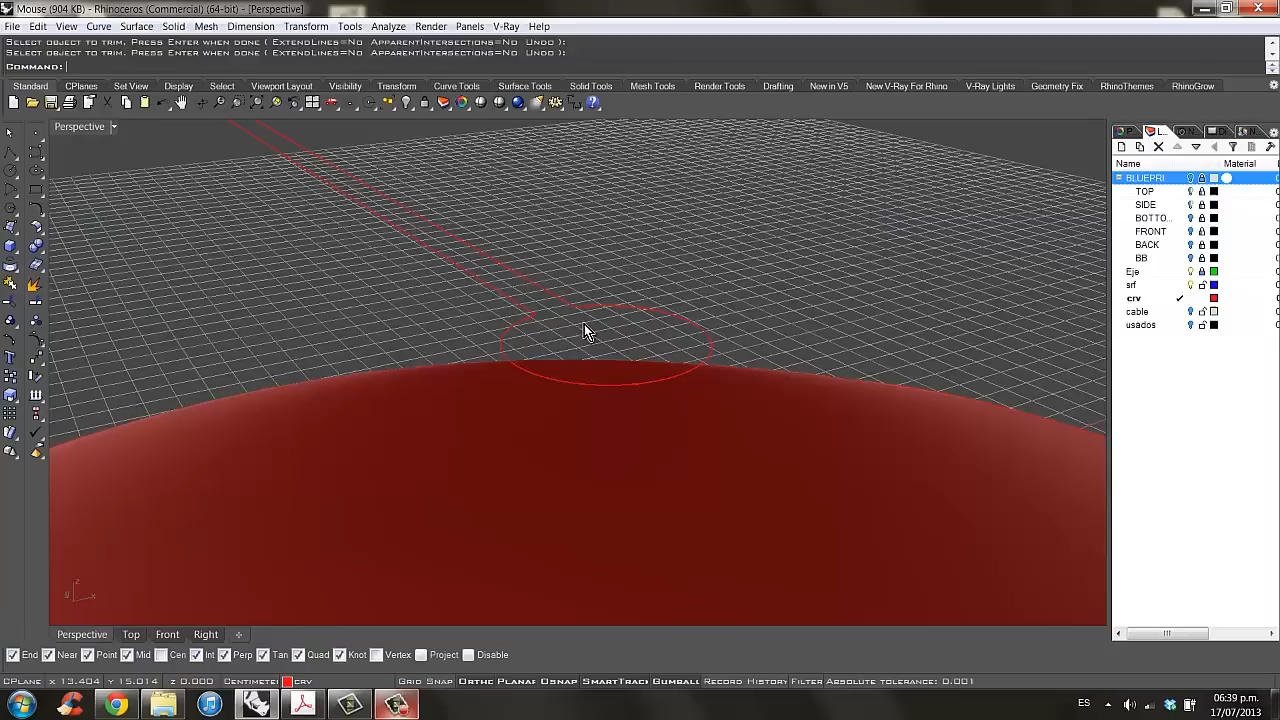 Mouse (904 KB) - Rhinoceros (Commercial) (64-bit) - [Perspective]
File Edit View Curve Surface Solid Mesh Dimension Transform Tools Analyze Render Panels V-Ray Help
Select object to trim. Press Enter when done ( ExtendLines=No ApparentIntersections=No Undo ):
Select object to trim. Press Enter when done ( ExtendLines=No ApparentIntersections=No Undo ):
Command:
Standard CPlanes Set View Display Select Viewport Layout Visibility Transform Curve Tools Surface Tools Solid Tools Mesh Tools Render Tools Drafting New in V5 New V-Ray For Rhino V-Ray Lights Geometry Fix RhinoThemes RhinoGrow
Perspective
P... L... N... Di N...
Name Material
BLUEPRI
TOP
SIDE
BOTTO...
FRONT
BACK
BB
Eje
srf
crv
cable
usados
z
x
Perspective Top Front Right
End Near Point Mid Cen Int Perp Tan Quad Knot Vertex Project Disable
CPlane x 13.404 y 15.014 z 0.000 Centimeter crv Grid Snap Ortho Planar Osnap SmartTrac Gumball Record History Filter Absolute tolerance: 0.001
ES 06:39 p.m.
17/07/2013